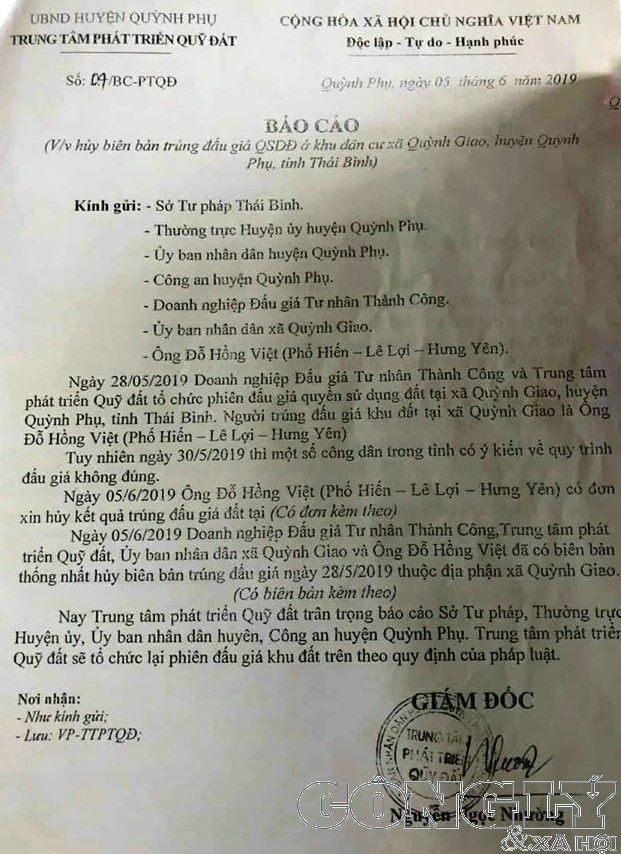 UBND HUYỆN QUỲNH PHỤ
TRUNG TÂM PHÁT TRIỂN QUỸ ĐẤT
CỘNG HÒA XÃ HỘI CHỦ NGHĨA VIỆT NAM
Độc lập - Tự do - Hạnh phúc
Số: 09/BC-PTQĐ
Quỳnh Phụ, ngày 05 tháng 6 năm 2019
BÁO CÁO
(V/v hủy biên bản trúng đấu giá QSDĐ ở khu dân cư xã Quỳnh Giao, huyện Quỳnh
Phụ, tỉnh Thái Bình)
Kính gửi: - Sở Tư pháp Thái Bình.
- Thường trực Huyện ủy huyện Quỳnh Phụ.
- Ủy ban nhân dân huyện Quỳnh Phụ.
- Công an huyện Quỳnh Phụ.
- Doanh nghiệp Đấu giá Tư nhân Thành Công.
- Ủy ban nhân dân xã Quỳnh Giao.
- Ông Đỗ Hồng Việt (Phố Hiến – Lê Lợi – Hưng Yên).
Ngày 28/05/2019 Doanh nghiệp Đấu giá Tư nhân Thành Công và Trung tâm
phát triển Quỹ đất tổ chức phiên đấu giá quyền sử dụng đất tại xã Quỳnh Giao, huyện
Quỳnh Phụ, tỉnh Thái Bình. Người trúng đấu giá khu đất tại xã Quỳnh Giao là Ông
Đỗ Hồng Việt (Phố Hiến – Lê Lợi – Hưng Yên)
Tuy nhiên ngày 30/5/2019 thì một số công dân trong tỉnh có ý kiến về quy trình
đấu giá không đúng.
Ngày 05/6/2019 Ông Đỗ Hồng Việt (Phố Hiến – Lê Lợi – Hưng Yên) có đơn
xin hủy kết quả trúng đấu giá đất tại (Có đơn kèm theo)
Ngày 05/6/2019 Doanh nghiệp Đấu giá Tư nhân Thành Công,Trung tâm phát
triển Quỹ đất, Ủy ban nhân dân xã Quỳnh Giao và Ông Đỗ Hồng Việt đã có biên bản
thống nhất hủy biên bản trúng đấu giá ngày 28/5/2019 thuộc địa phận xã Quỳnh Giao.
(Có biên bản kèm theo)
Nay Trung tâm phát triển Quỹ đất trân trọng báo cáo Sở Tư pháp, Thường trực
Huyện ủy, Ủy ban nhân dân huyên, Công an huyện Quỳnh Phụ. Trung tâm phát triển
Quỹ đất sẽ tổ chức lại phiên đấu giá khu đất trên theo quy định của pháp luật.
Nơi nhận:
- Như kính gửi;
- Lưu: VP-TTPTQĐ;
GIÁM ĐỐC
TRUNG TÂM
PHÁT TRIỂN
QUỸ ĐẤT
Nguyễn Ngọc Nhường
CÔNG LÝ
& XÃ HỘI